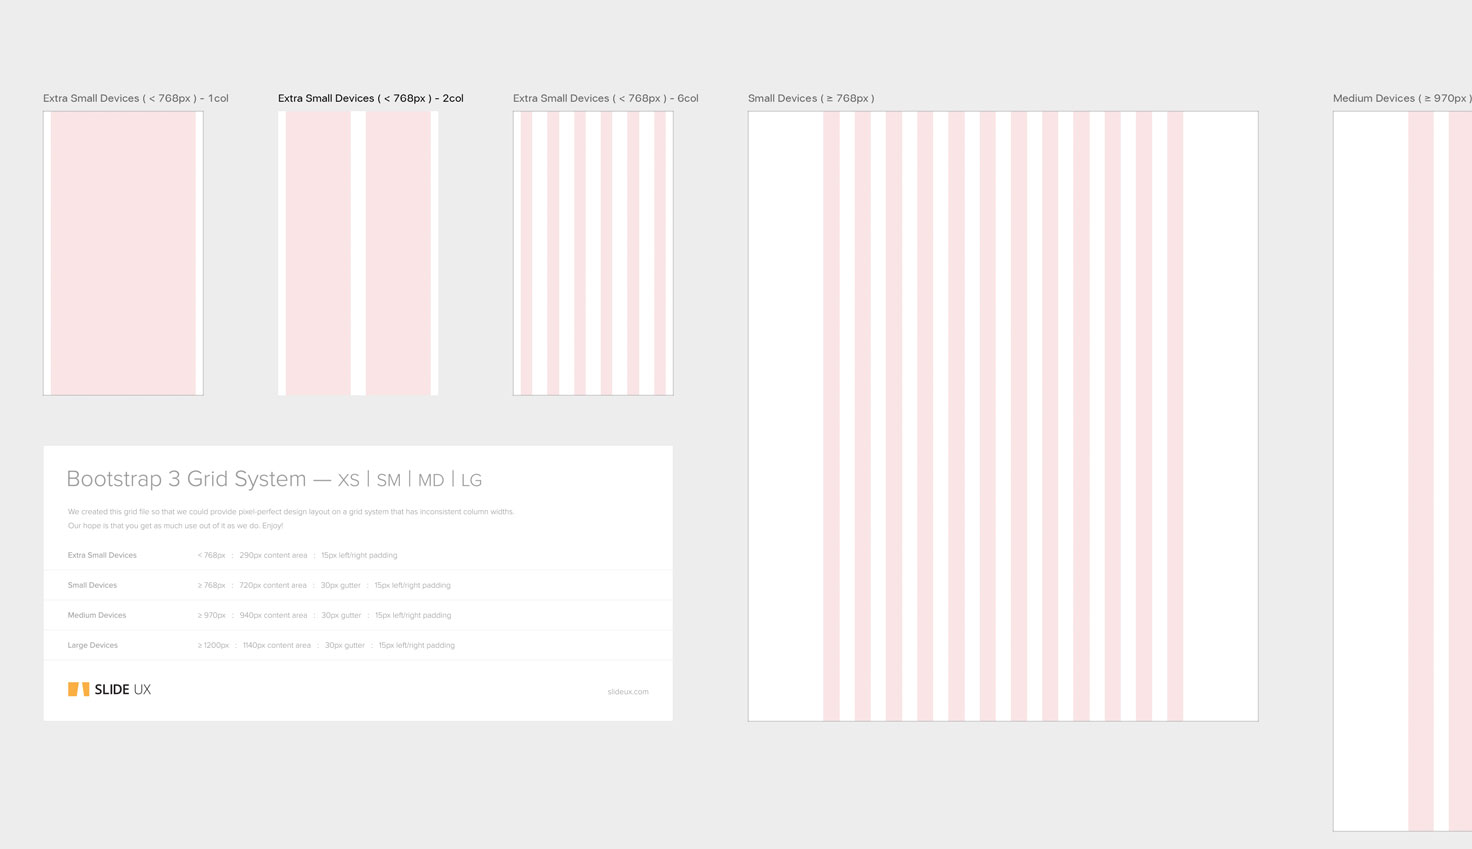 Extra Small Devices ( < 768px ) - 1col
Extra Small Devices ( < 768px ) - 2col
Extra Small Devices ( < 768px ) - 6col
Small Devices ( ≥ 768px )
Medium Devices ( ≥ 970px )
Bootstrap 3 Grid System — XS | SM | MD | LG
We created this grid file so that we could provide pixel-perfect design layout on a grid system that has inconsistent column widths.
Our hope is that you get as much use out of it as we do. Enjoy!
Extra Small Devices < 768px : 290px content area : 15px left/right padding
Small Devices ≥ 768px : 720px content area : 30px gutter : 15px left/right padding
Medium Devices ≥ 970px : 940px content area : 30px gutter : 15px left/right padding
Large Devices ≥ 1200px : 1140px content area : 30px gutter : 15px left/right padding
SLIDE UX
slideux.com